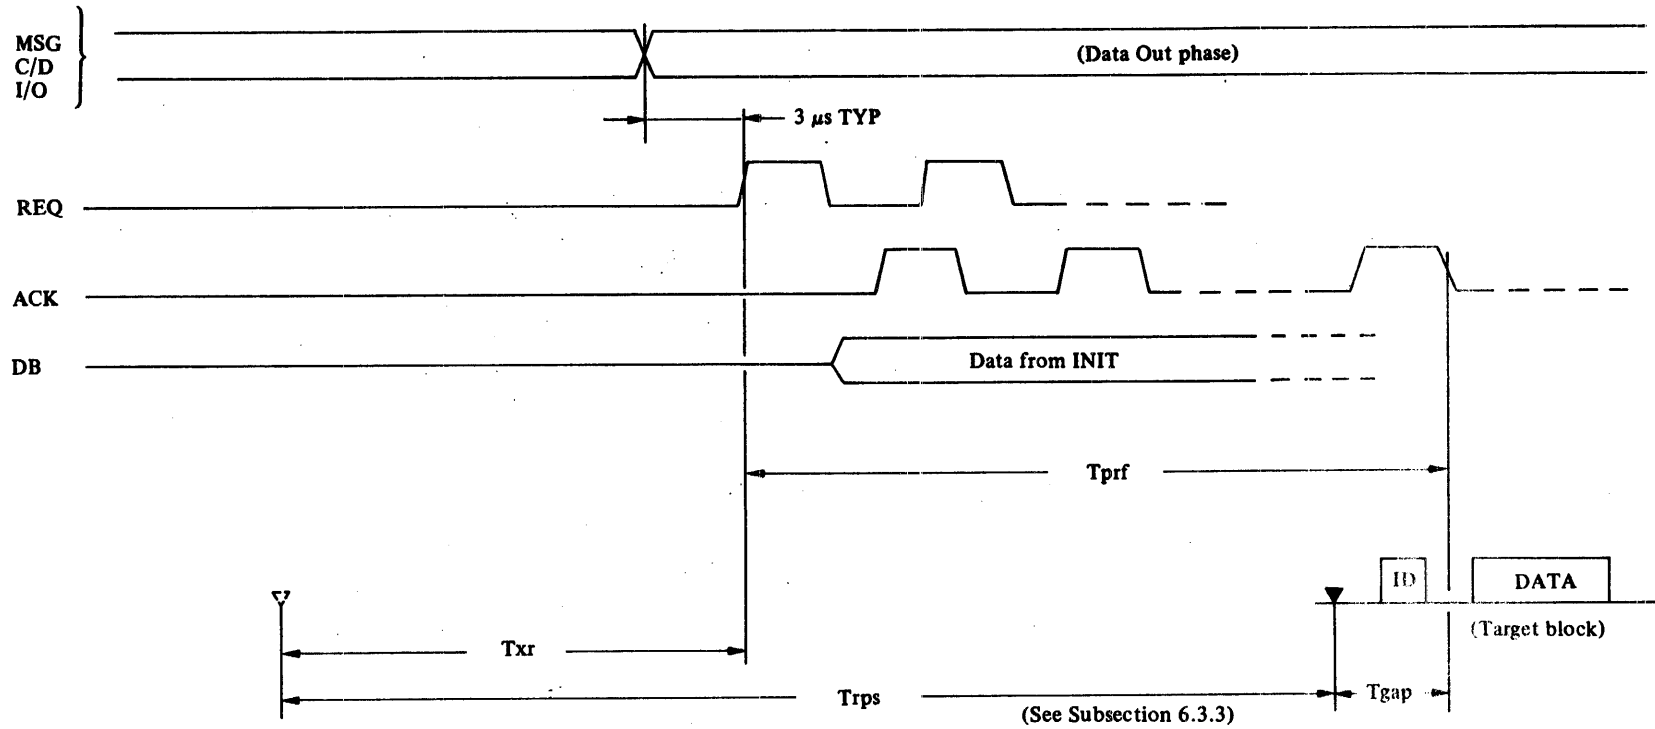 MSG
C/D
I/O
(Data Out phase)
3 μs TYP
REQ
ACK
DB
Data from INIT
Tprf
ID
DATA
(Target block)
Txr
Trps
Tgap
(See Subsection 6.3.3)